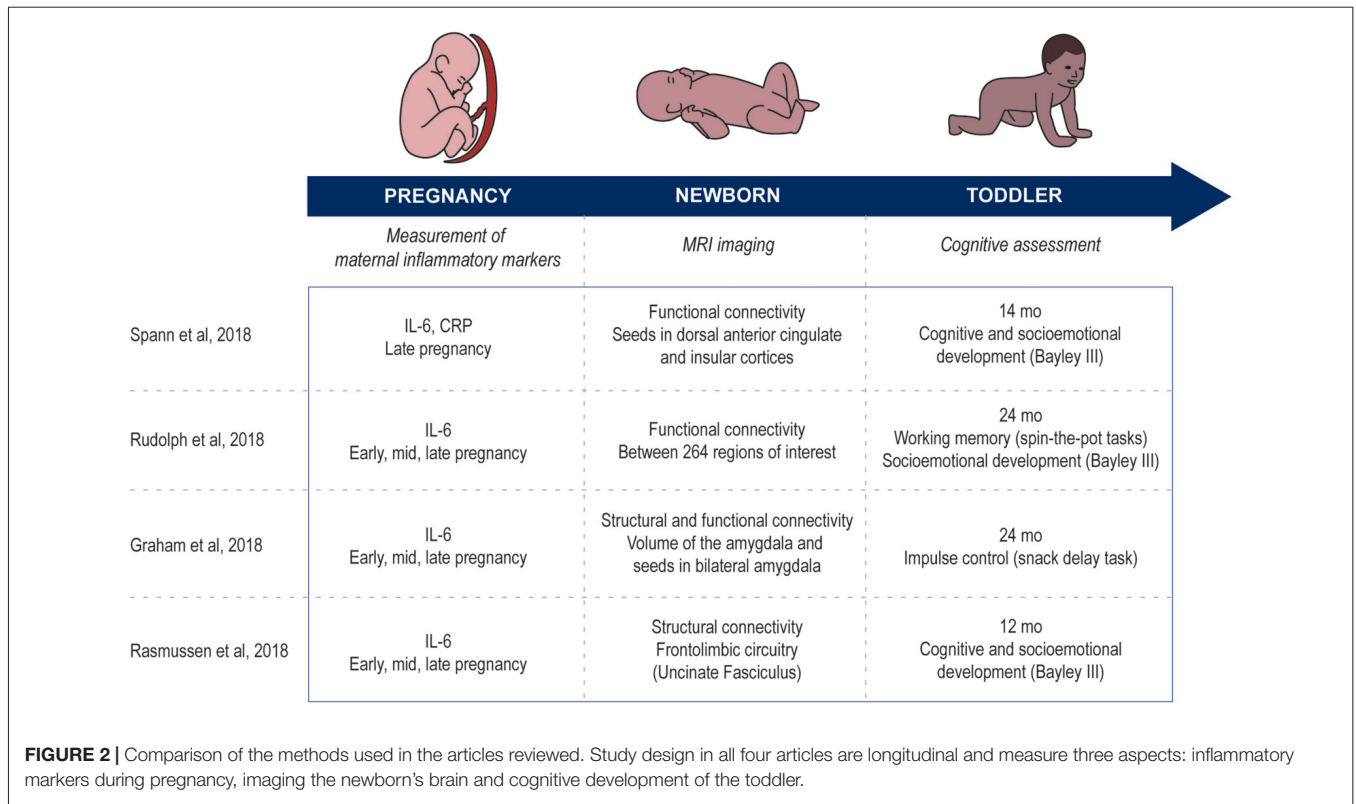 PREGNANCY NEWBORN TODDLER
Measurement of
maternal inflammatory markers
MRI imaging
Cognitive assessment
Spann et al, 2018
IL-6, CRP
Late pregnancy
Functional connectivity
Seeds in dorsal anterior cingulate
and insular cortices
14 mo
Cognitive and socioemotional
development (Bayley III)
Rudolph et al, 2018
IL-6
Early, mid, late pregnancy
Functional connectivity
Between 264 regions of interest
24 mo
Working memory (spin-the-pot tasks)
Socioemotional development (Bayley III)
Graham et al, 2018
IL-6
Early, mid, late pregnancy
Structural and functional connectivity
Volume of the amygdala and
seeds in bilateral amygdala
24 mo
Impulse control (snack delay task)
Rasmussen et al, 2018
IL-6
Early, mid, late pregnancy
Structural connectivity
Frontolimbic circuitry
(Uncinate Fasciculus)
12 mo
Cognitive and socioemotional
development (Bayley III)
FIGURE 2 | Comparison of the methods used in the articles reviewed. Study design in all four articles are longitudinal and measure three aspects: inflammatory
markers during pregnancy, imaging the newborn's brain and cognitive development of the toddler.